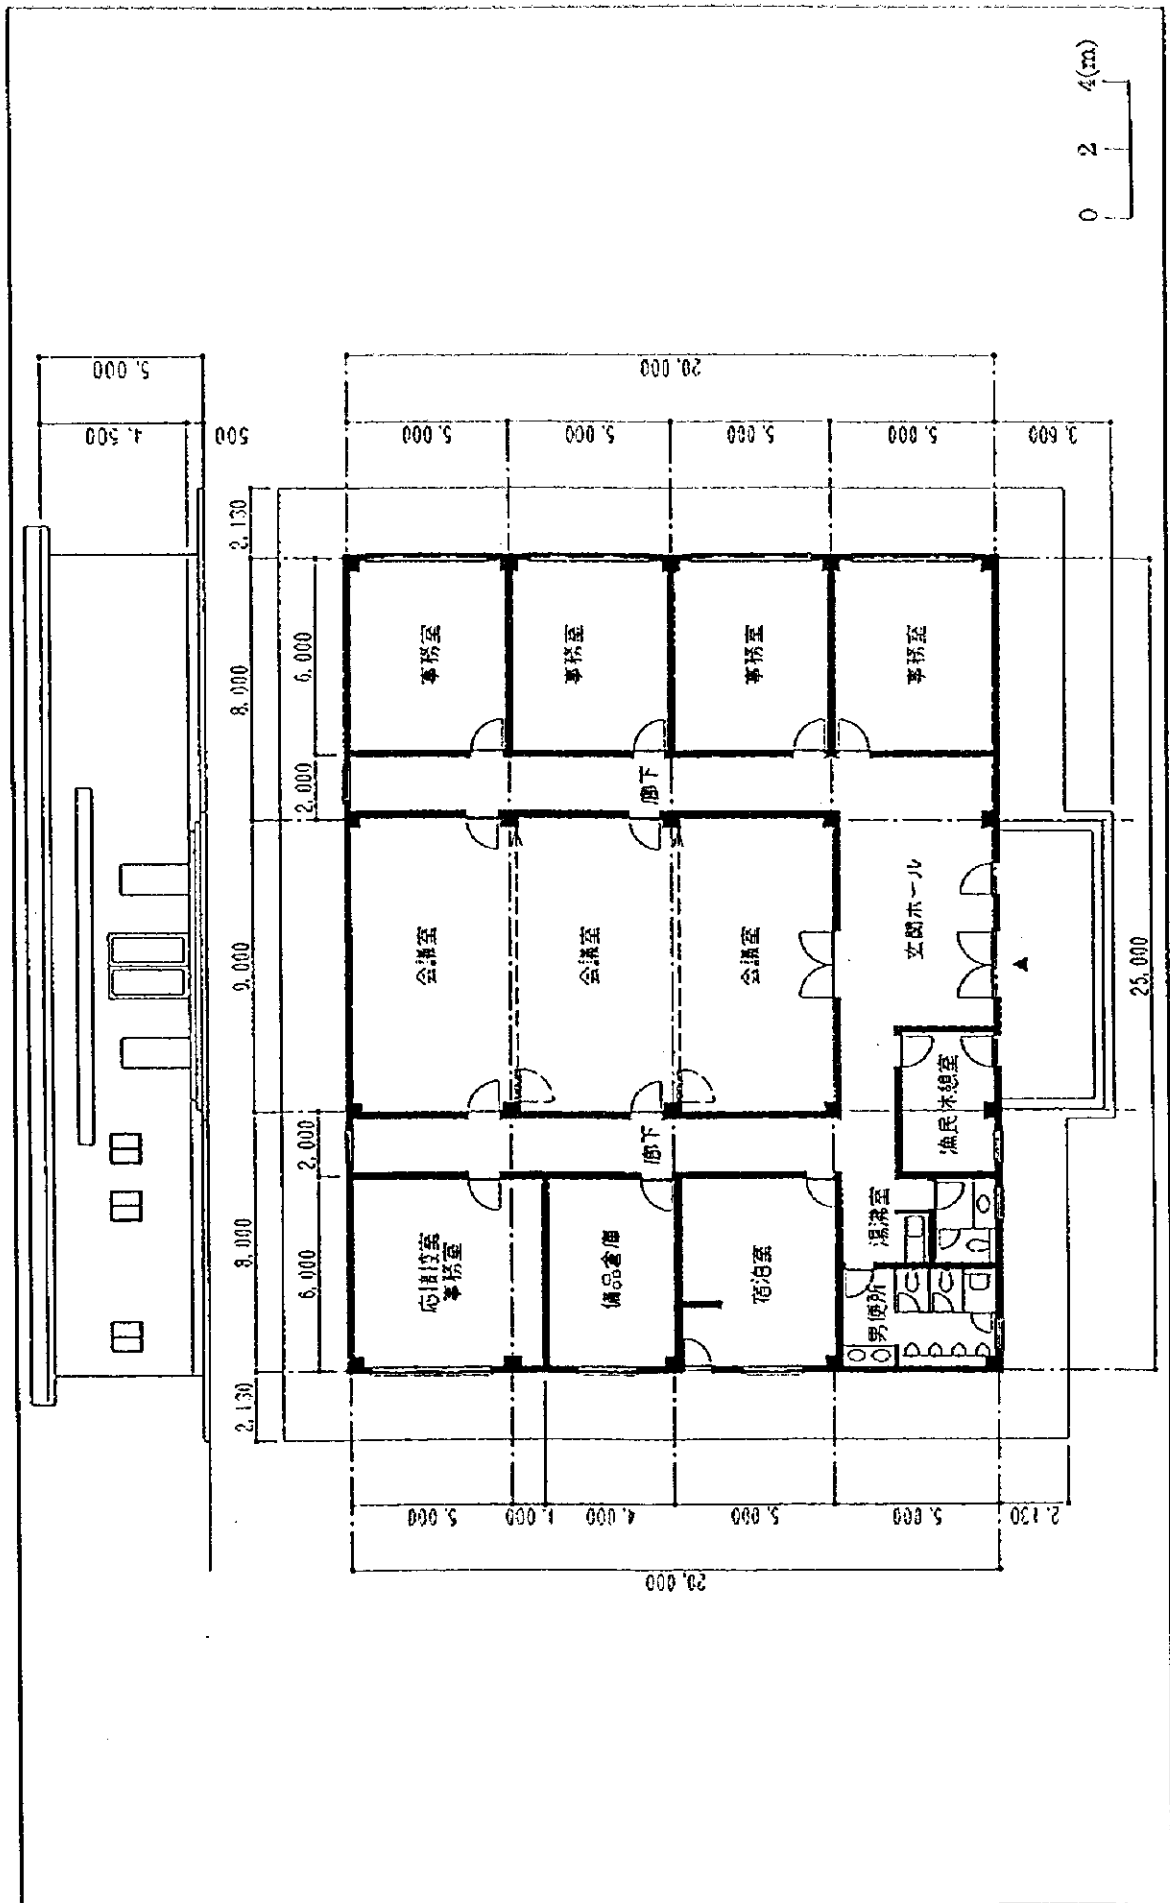 5,000
4,500
500
2,130
8,000
9,000
8,000
2,130
6,000
2,000
2,000
6,000
20,000
5,000
5,000
5,000
5,000
3,600
事務室
事務室
事務室
事務室
廊下
会議室
会議室
会議室
玄関ホール
廊下
漁民休憩室
湯沸室
応接役室
事務室
備品倉庫
宿泊室
男便所
5,000
1,000
4,000
5,000
5,000
2,130
20,000
25,000
0 2 4(m)